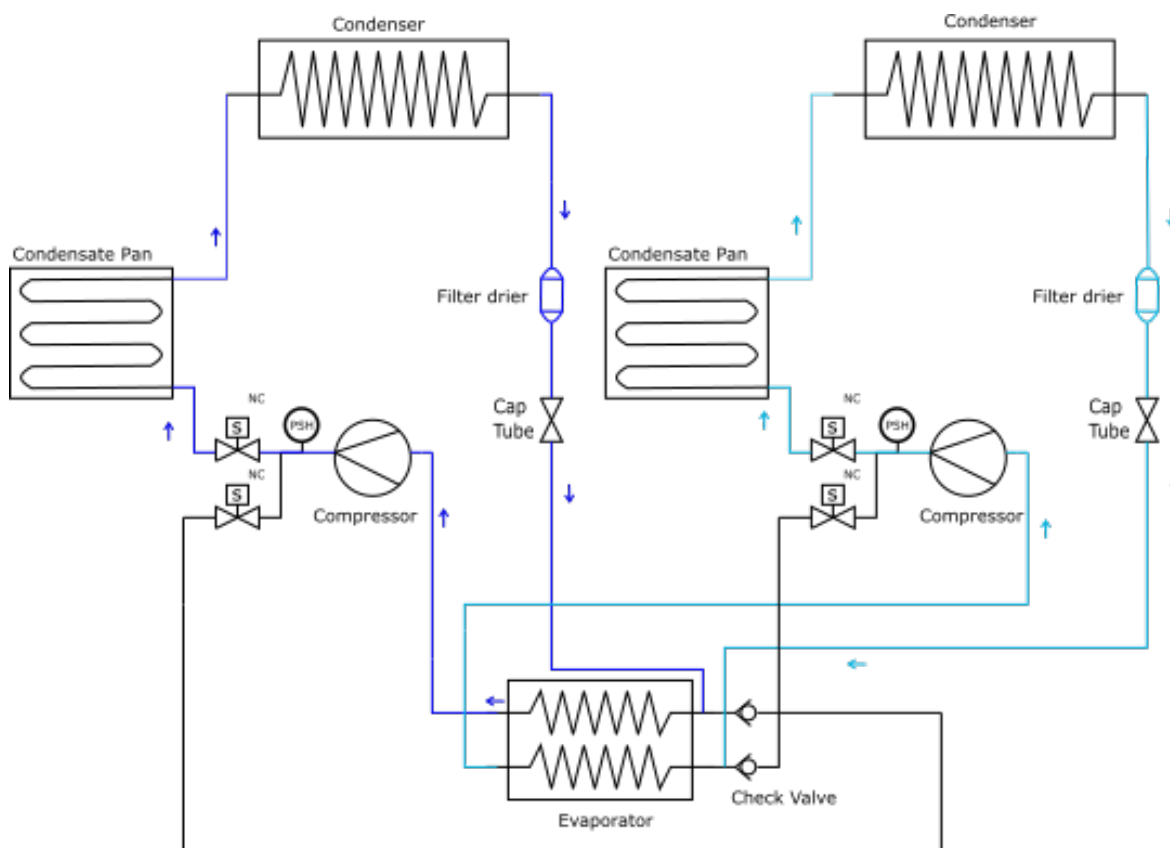 Condenser
Condenser
Condensate Pan
Condensate Pan
Filter drier
Filter drier
NC
S
PSH
Cap
Tube
NC
S
PSH
Cap
Tube
NC
S
Compressor
NC
S
Compressor
Check Valve
Evaporator